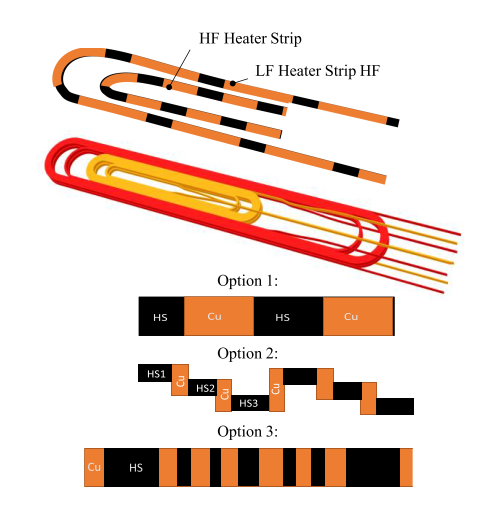 HF Heater Strip
LF Heater Strip HF
Option 1:
HS Cu HS Cu
Option 2:
HS1 Cu HS2 Cu HS3 Cu
Option 3:
Cu HS